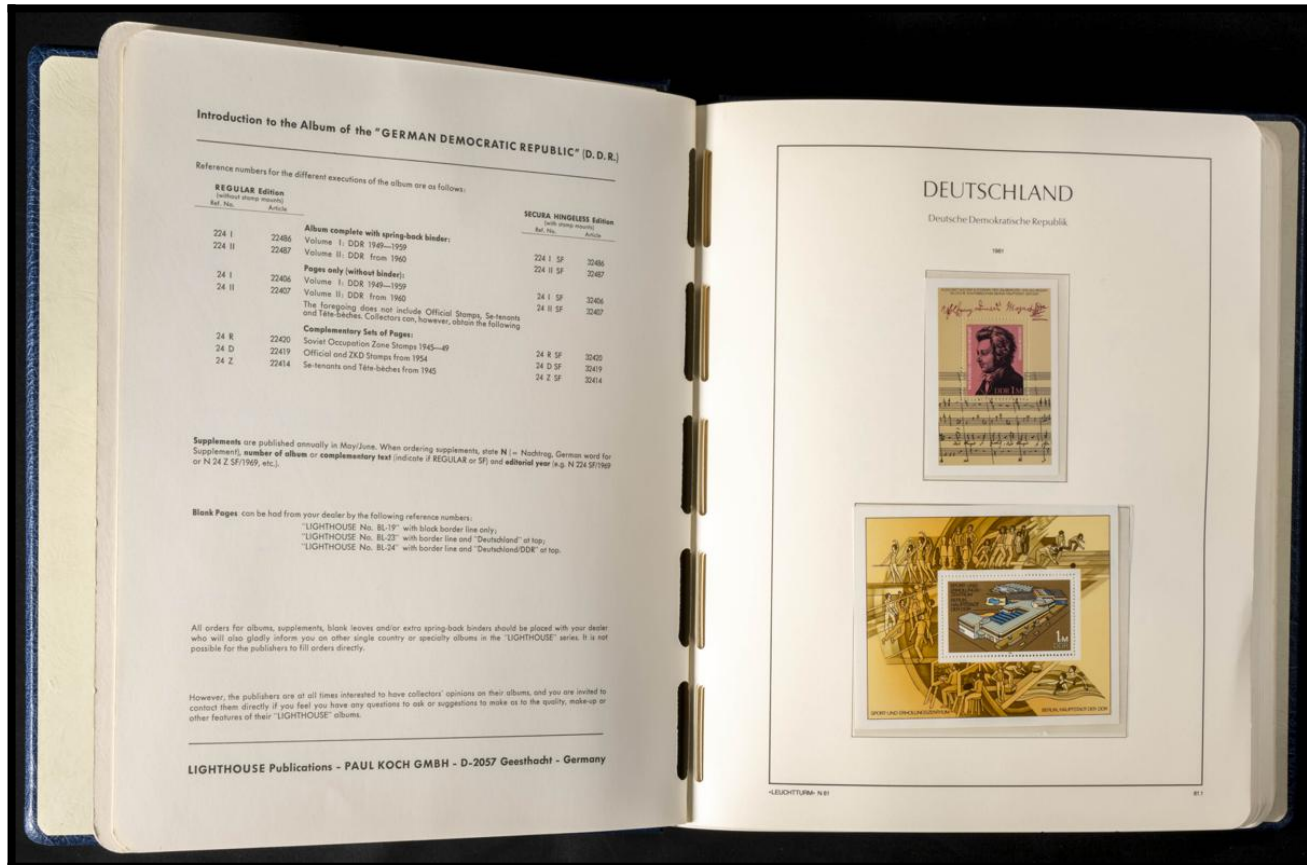 Introduction to the Album of the "GERMAN DEMOCRATIC REPUBLIC" (D.D.R.)
Reference numbers for the different executions of the album are as follows:
REGULAR Edition
(without stamp mounts)
Ref. No. Article
SECURA HINGELESS Edition
(with stamp mounts)
Ref. No. Article
Album complete with spring-back binder:
224 I 22486 Volume I: DDR 1949—1959 224 I SF 32486
224 II 22487 Volume II: DDR from 1960 224 II SF 32487
Pages only (without binder):
24 I 22406 Volume I: DDR 1949—1959 24 I SF 32406
24 II 22407 Volume II: DDR from 1960 24 II SF 32407
The foregoing does not include Official Stamps, Se-tenants
and Tête-bèches. Collectors can, however, obtain the following
Complementary Sets of Pages:
24 R 22420 Soviet Occupation Zone Stamps 1945—49 24 R SF 32420
24 D 22419 Official and ZKD Stamps from 1954 24 D SF 32419
24 Z 22414 Se-tenants and Tête-bèches from 1945 24 Z SF 32414
Supplements are published annually in May/June. When ordering supplements, state N (= Nachtrag, German word for
Supplement), number of album or complementary text (indicate if REGULAR or SF) and editorial year (e.g. N 224 SF/1969
or N 24 Z SF/1969, etc.).
Blank Pages can be had from your dealer by the following reference numbers:
"LIGHTHOUSE No. BL-19" with black border line only;
"LIGHTHOUSE No. BL-23" with border line and "Deutschland" at top;
"LIGHTHOUSE No. BL-24" with border line and "Deutschland/DDR" at top.
All orders for albums, supplements, blank leaves and/or extra spring-back binders should be placed with your dealer
who will also gladly inform you on other single country or specialty albums in the "LIGHTHOUSE" series. It is not
possible for the publishers to fill orders directly.
However, the publishers are at all times interested to have collectors' opinions on their albums, and you are invited to
contact them directly if you feel you have any questions to ask or suggestions to make as to the quality, make-up or
other features of their "LIGHTHOUSE" albums.
LIGHTHOUSE Publications - PAUL KOCH GMBH - D-2057 Geesthacht - Germany
DEUTSCHLAND
Deutsche Demokratische Republik
1981
DDR 1M
SPORT UND
ERHOLUNGS-
ZENTRUM
BERLIN
HAUPTSTADT
DER DDR
1M
DDR
SPORT UND ERHOLUNGSZENTRUM BERLIN, HAUPTSTADT DER DDR
»LEUCHTTURM« N 81 81.1